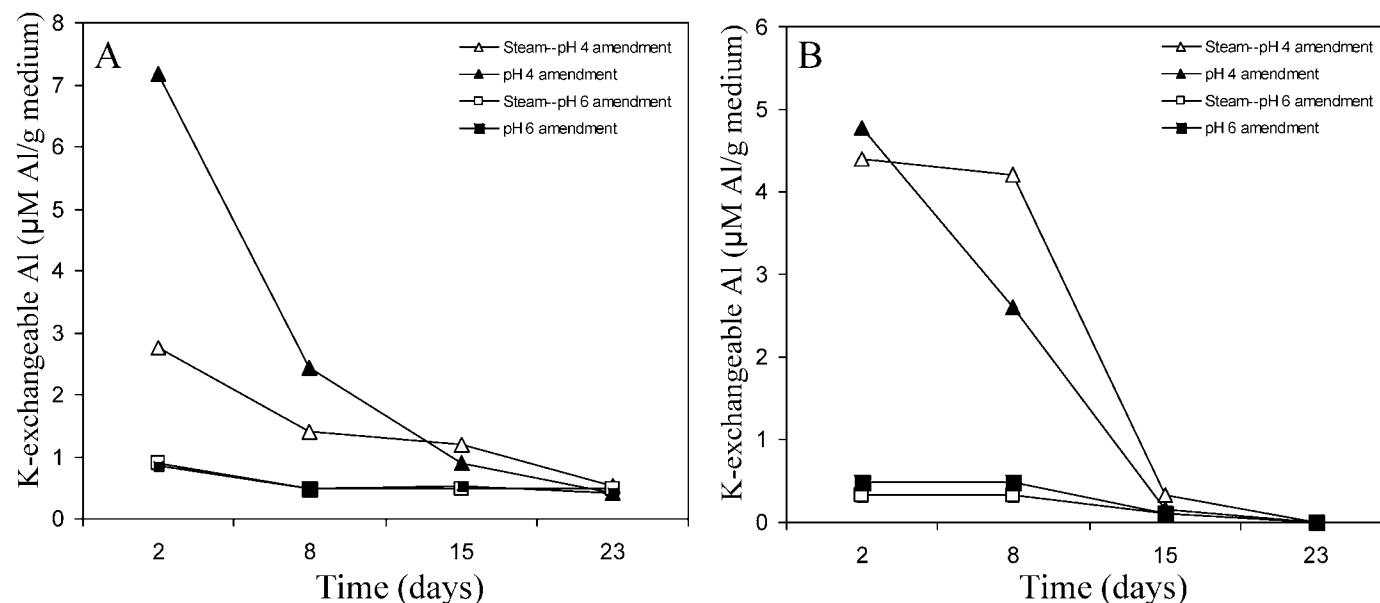 A
K-exchangeable Al (µM Al/g medium)
8
7
6
5
4
3
2
1
0
Steam--pH 4 amendment
pH 4 amendment
Steam--pH 6 amendment
pH 6 amendment
2 8 15 23
Time (days)
B
K-exchangeable Al (µM Al/g medium)
6
5
4
3
2
1
0
Steam--pH 4 amendment
pH 4 amendment
Steam--pH 6 amendment
pH 6 amendment
2 8 15 23
Time (days)